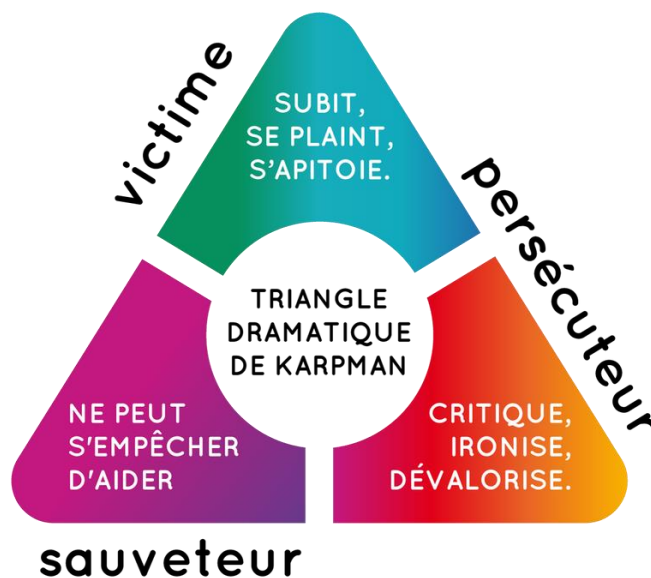 victime
SUBIT,
SE PLAINT,
S'APITOIE.
persécuteur
TRIANGLE
DRAMATIQUE
DE KARPMAN
NE PEUT
S'EMPÊCHER
D'AIDER
CRITIQUE,
IRONISE,
DÉVALORISE.
sauveteur